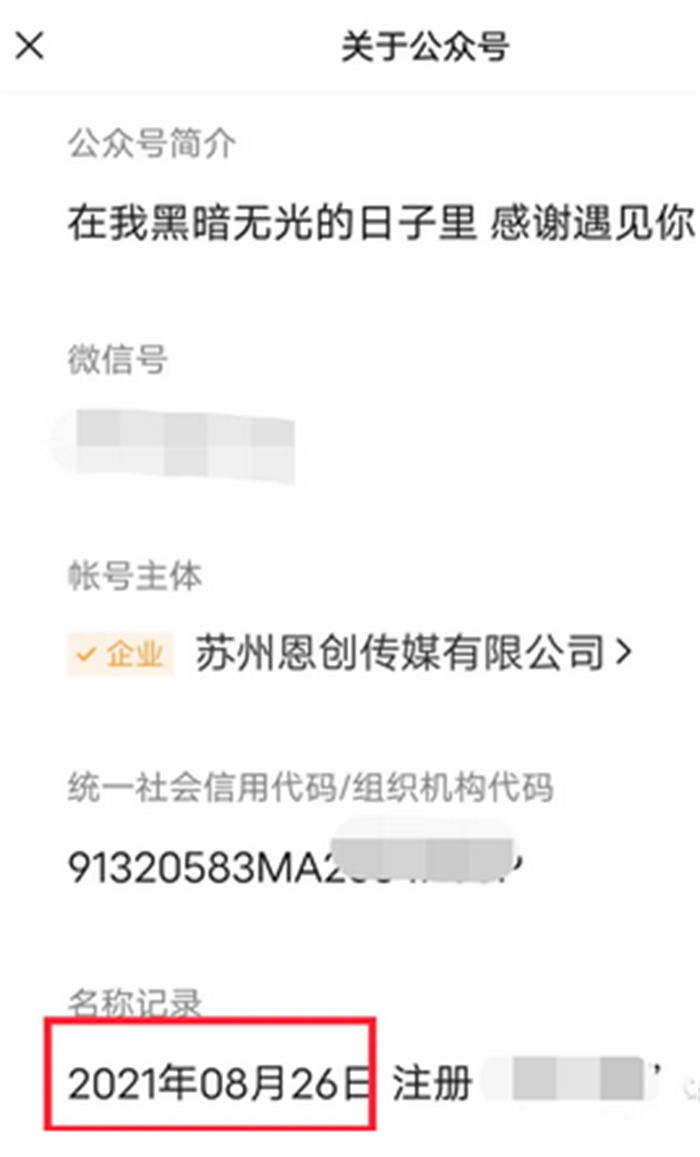 关于公众号
公众号简介
在我黑暗无光的日子里 感谢遇见你
微信号
帐号主体
企业 苏州恩创传媒有限公司
统一社会信用代码/组织机构代码
91320583MA2
名称记录
2021年08月26日 注册